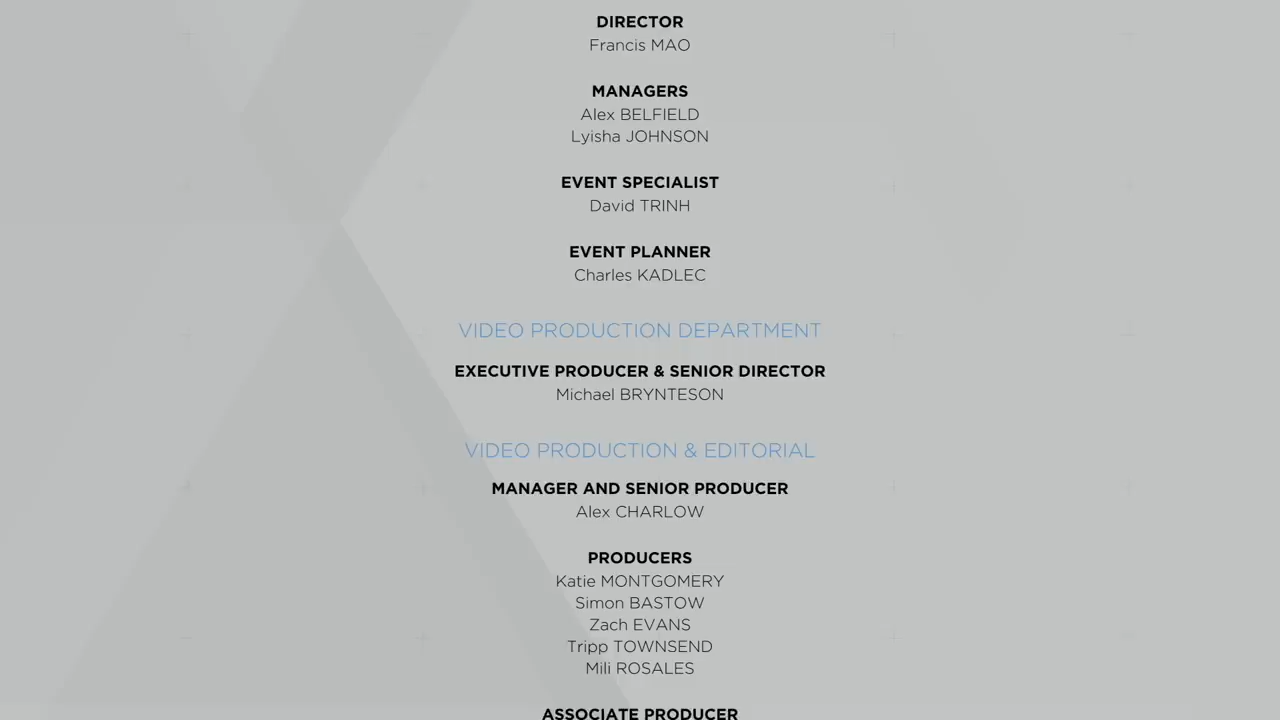 DIRECTOR
Francis MAO
MANAGERS
Alex BELFIELD
Lyisha JOHNSON
EVENT SPECIALIST
David TRINH
EVENT PLANNER
Charles KADLEC
VIDEO PRODUCTION DEPARTMENT
EXECUTIVE PRODUCER & SENIOR DIRECTOR
Michael BRYNTESON
VIDEO PRODUCTION & EDITORIAL
MANAGER AND SENIOR PRODUCER
Alex CHARLOW
PRODUCERS
Katie MONTGOMERY
Simon BASTOW
Zach EVANS
Tripp TOWNSEND
Mili ROSALES
ASSOCIATE PRODUCER